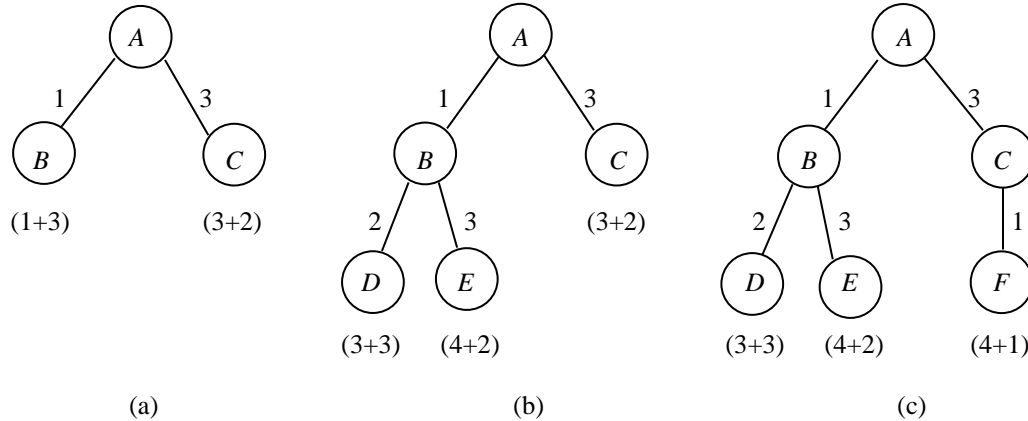 A A A
1 3 1 3 1 3
B C B C B C
(1+3) (3+2) 2 3 (3+2) 2 3 1
D E D E F
(3+3) (4+2) (3+3) (4+2) (4+1)
(a) (b) (c)